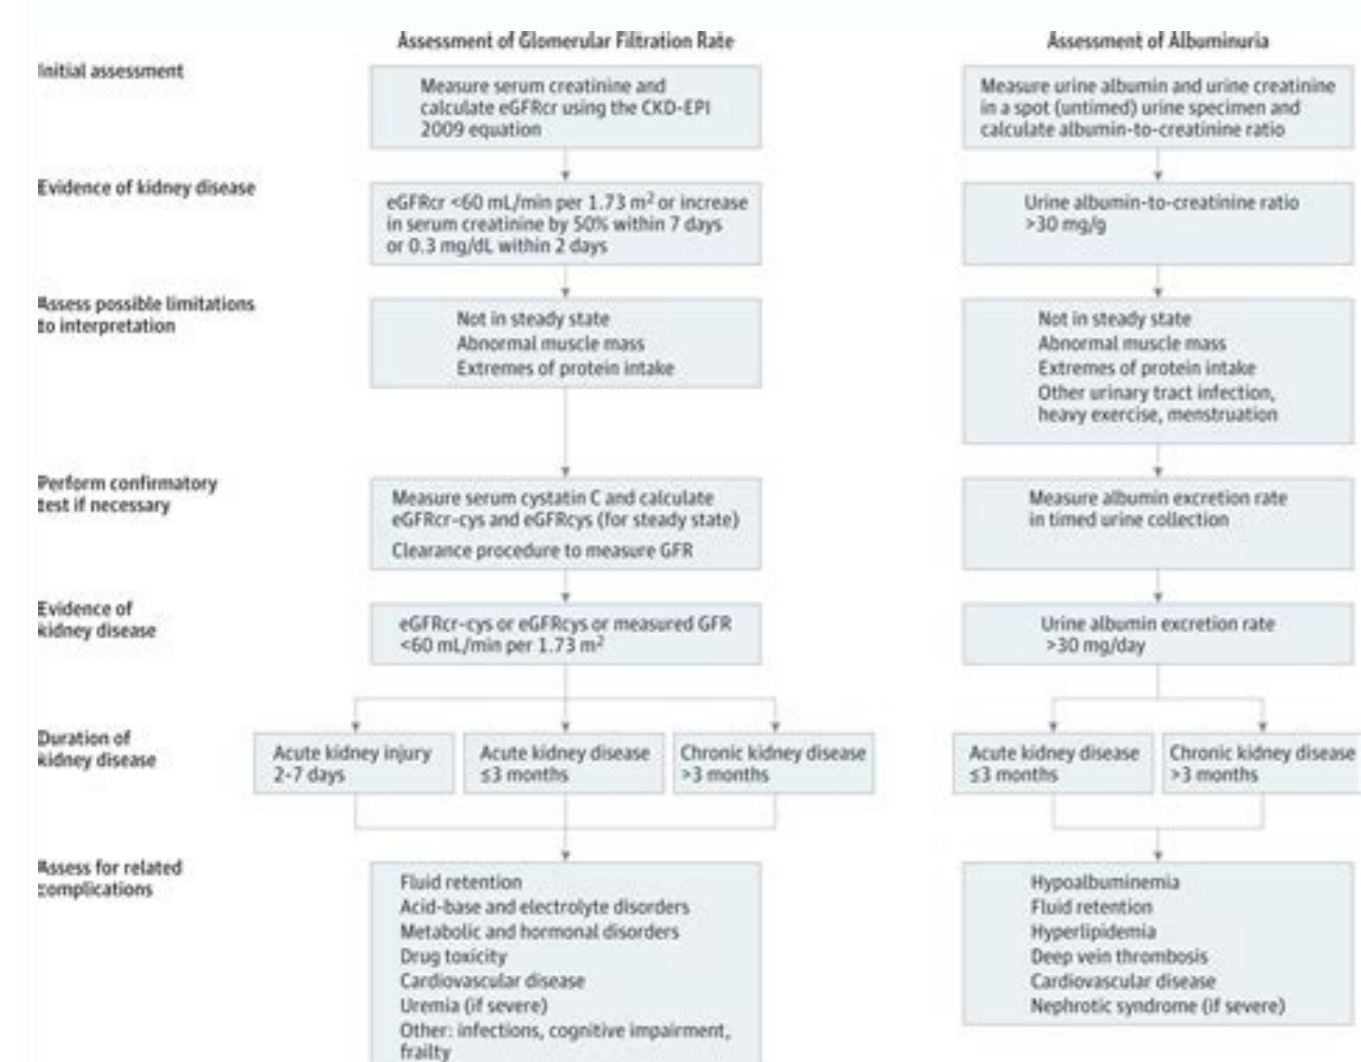 Assessment of Glomerular Filtration Rate
Assessment of Albuminuria
Initial assessment
Measure serum creatinine and
calculate eGFRcr using the CKD-EPI
2009 equation
Measure urine albumin and urine creatinine
in a spot (untimed) urine specimen and
calculate albumin-to-creatinine ratio
Evidence of kidney disease
eGFRcr <60 mL/min per 1.73 m² or increase
in serum creatinine by 50% within 7 days
or 0.3 mg/dL within 2 days
Urine albumin-to-creatinine ratio
>30 mg/g
Assess possible limitations
to interpretation
Not in steady state
Abnormal muscle mass
Extremes of protein intake
Not in steady state
Abnormal muscle mass
Extremes of protein intake
Other urinary tract infection,
heavy exercise, menstruation
Perform confirmatory
test if necessary
Measure serum cystatin C and calculate
eGFRcr-cys and eGFRcys (for steady state)
Clearance procedure to measure GFR
Measure albumin excretion rate
in timed urine collection
Evidence of
kidney disease
eGFRcr-cys or eGFRcys or measured GFR
<60 mL/min per 1.73 m²
Urine albumin excretion rate
>30 mg/day
Duration of
kidney disease
Acute kidney injury
2-7 days
Acute kidney disease
≤3 months
Chronic kidney disease
>3 months
Acute kidney disease
≤3 months
Chronic kidney disease
>3 months
Assess for related
complications
Fluid retention
Acid-base and electrolyte disorders
Metabolic and hormonal disorders
Drug toxicity
Cardiovascular disease
Uremia (if severe)
Other: infections, cognitive impairment,
frailty
Hypoalbuminemia
Fluid retention
Hyperlipidemia
Deep vein thrombosis
Cardiovascular disease
Nephrotic syndrome (if severe)